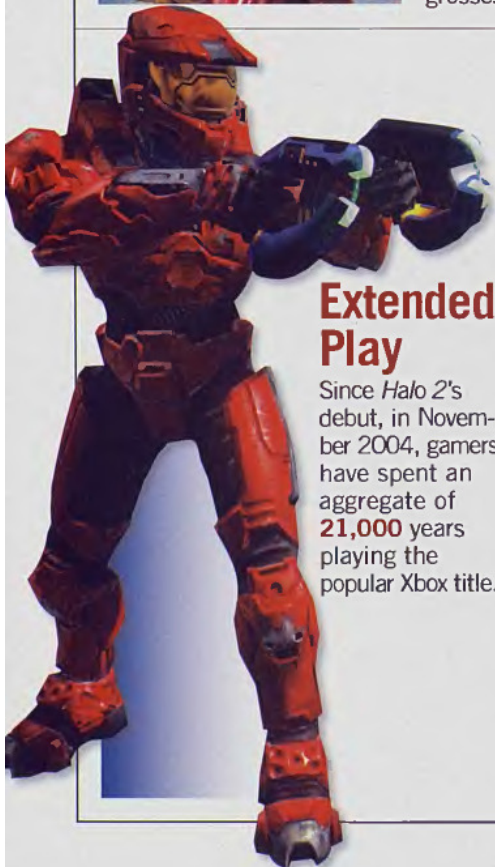 grosses
Extended
Play
Since Halo 2's
debut, in Novem-
ber 2004, gamers
have spent an
aggregate of
21,000 years
playing the
popular Xbox title.